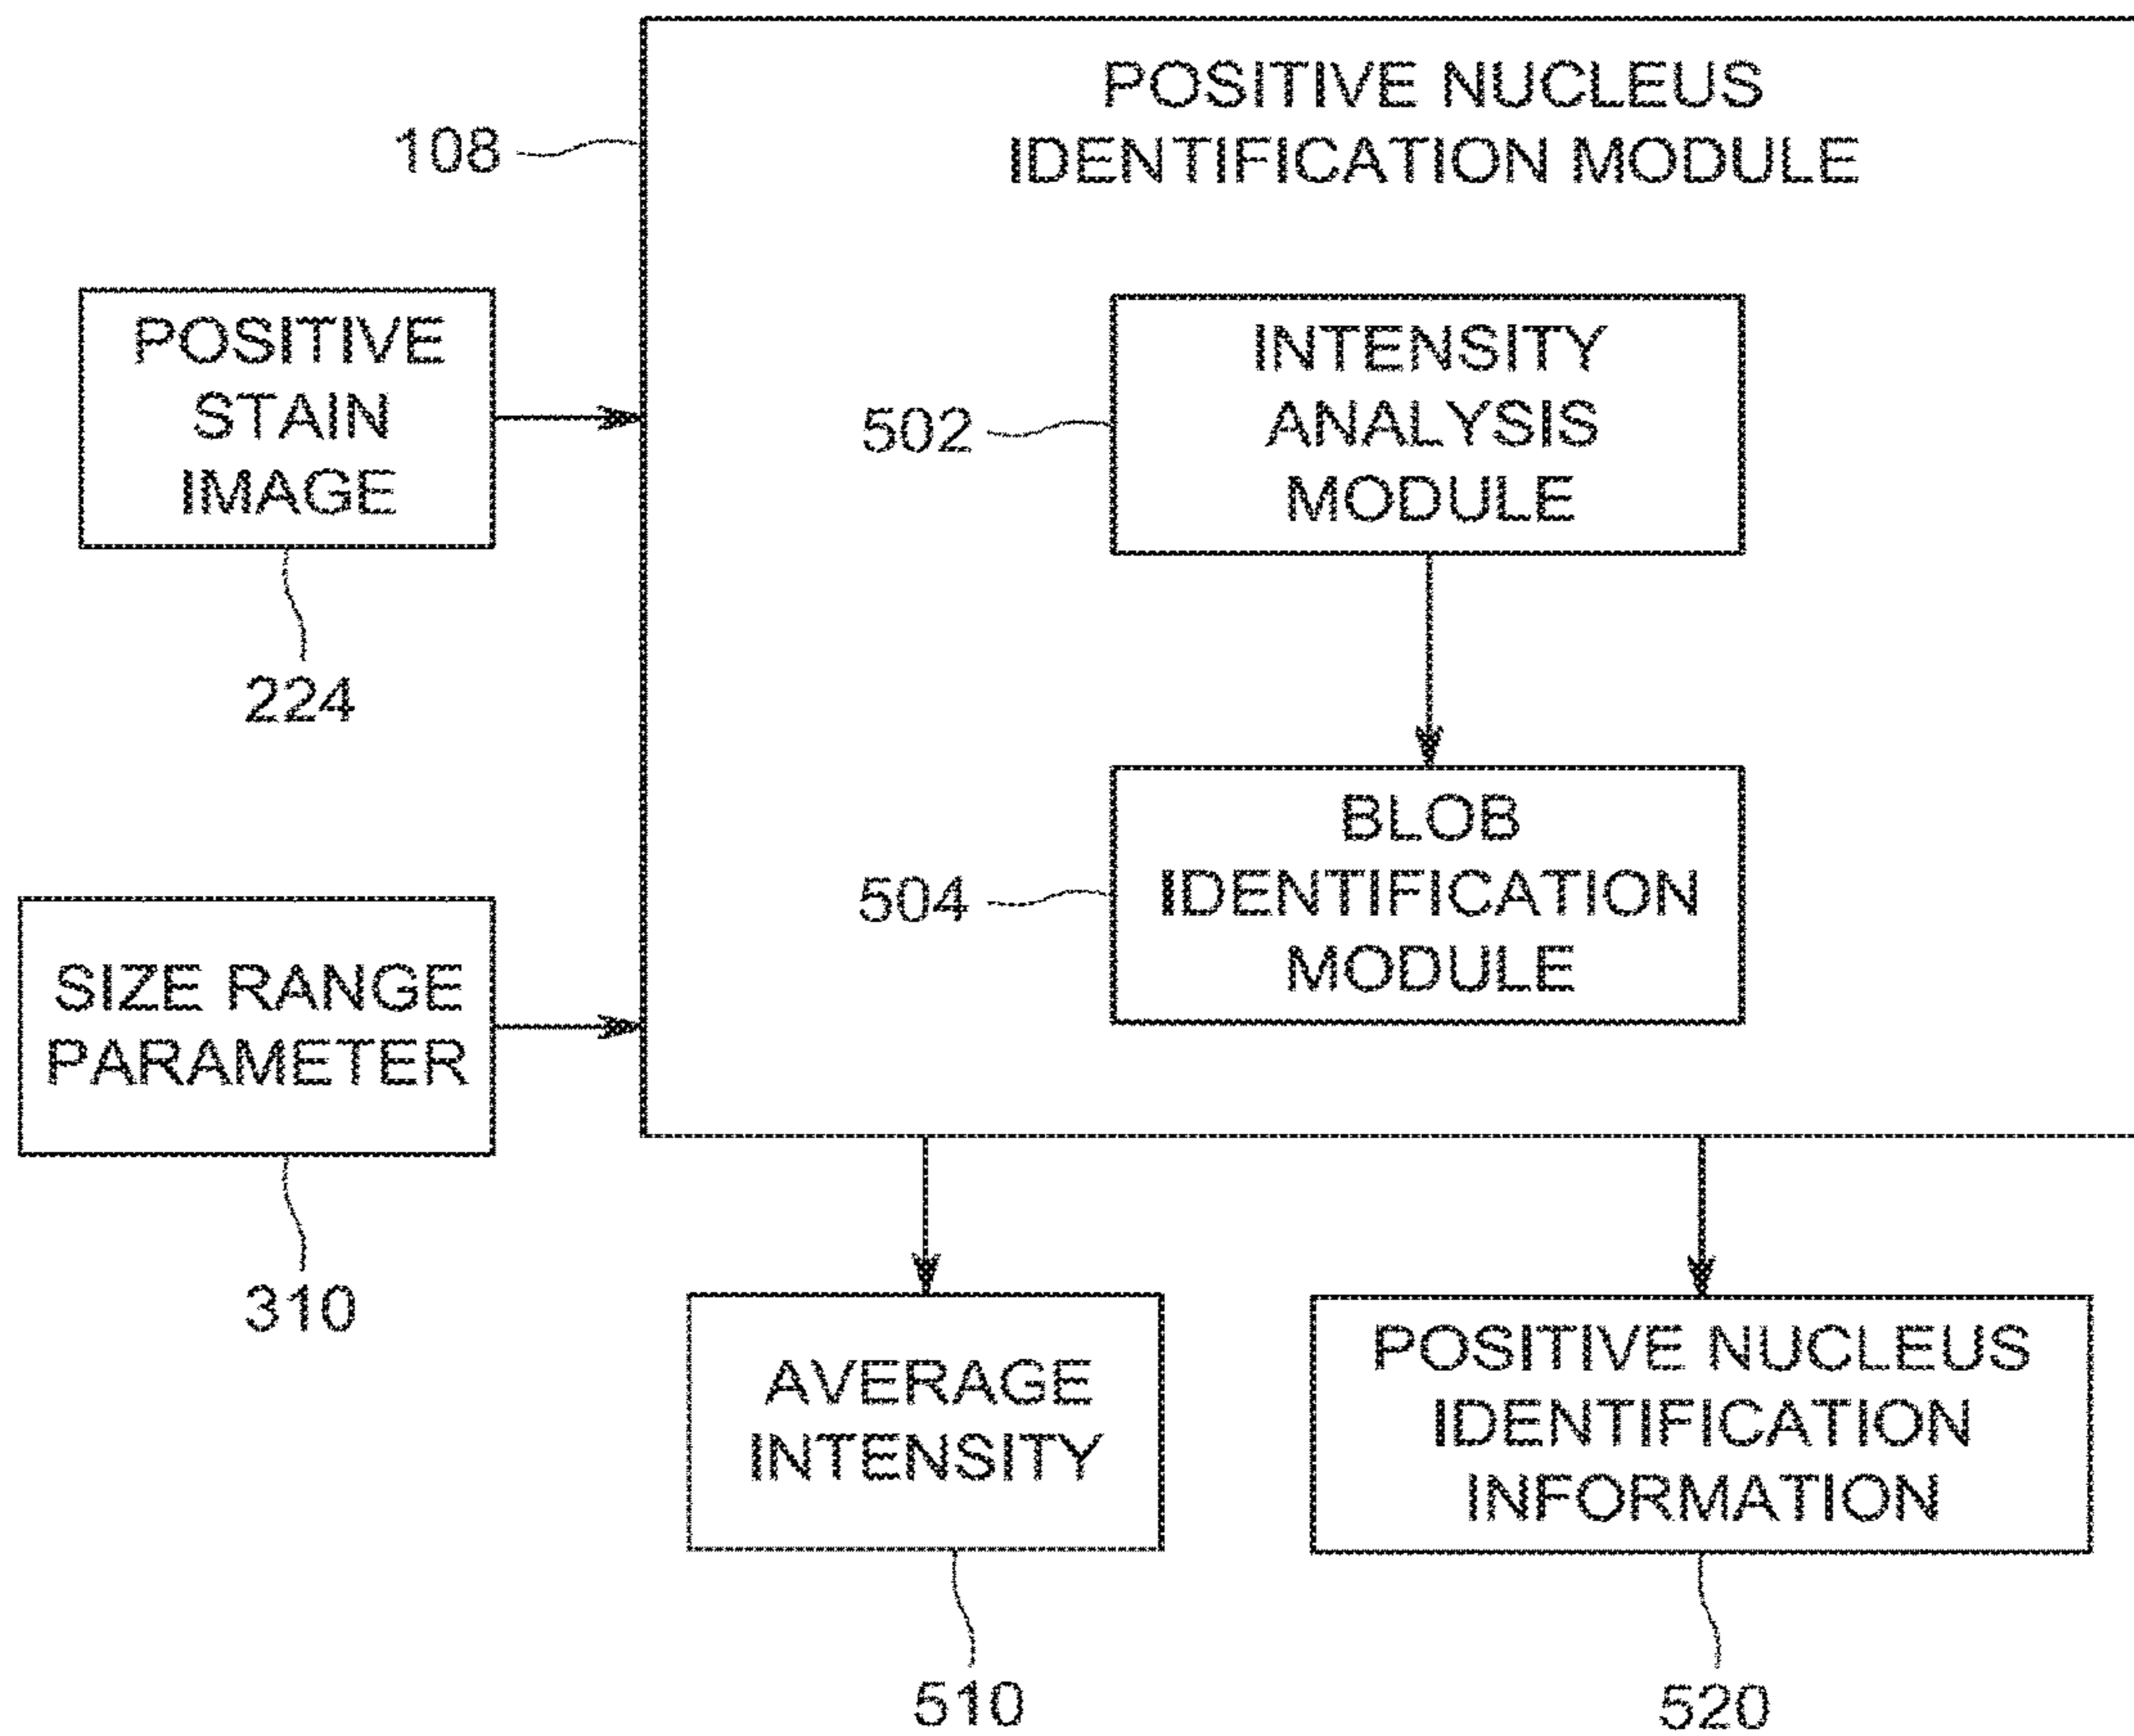 POSITIVE NUCLEUS
IDENTIFICATION MODULE
108
POSITIVE
STAIN
IMAGE
224
INTENSITY
ANALYSIS
MODULE
502
BLOB
IDENTIFICATION
MODULE
504
SIZE RANGE
PARAMETER
310
AVERAGE
INTENSITY
510
POSITIVE NUCLEUS
IDENTIFICATION
INFORMATION
520